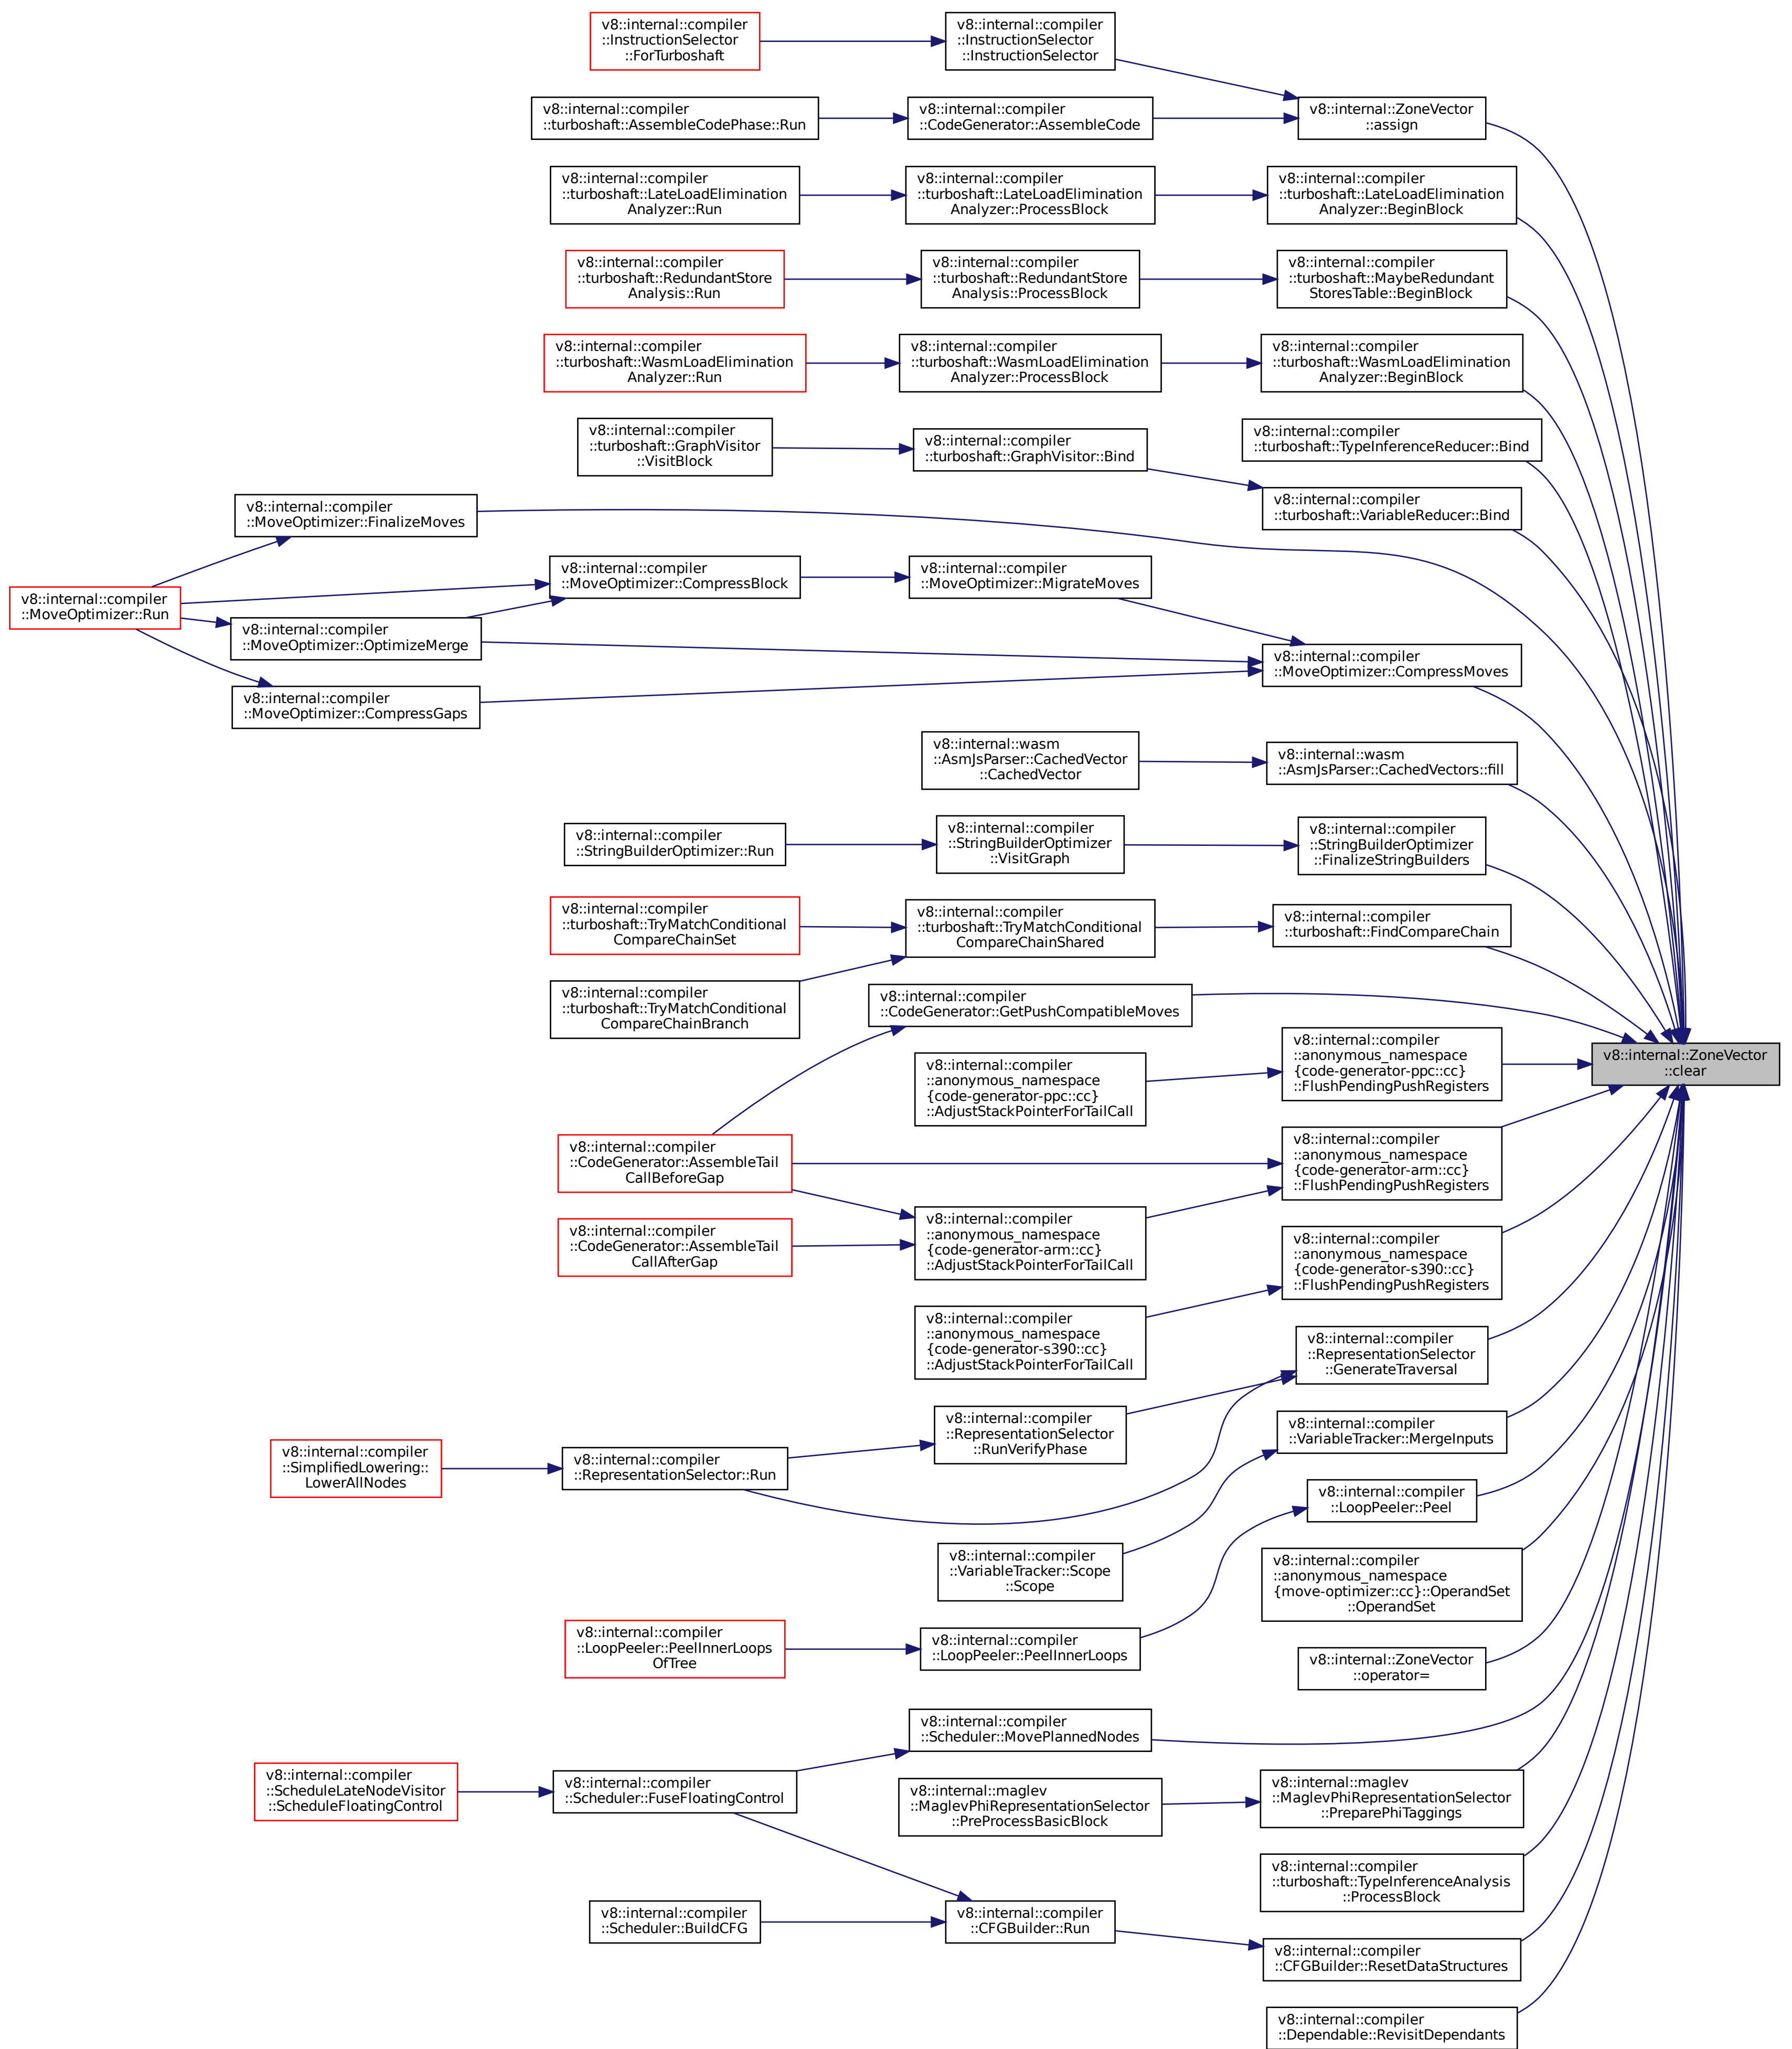 v8::internal::compiler
::InstructionSelector
::ForTurboshaft
v8::internal::compiler
::InstructionSelector
::InstructionSelector
v8::internal::compiler
::turboshaft::AssembleCodePhase::Run
v8::internal::compiler
::CodeGenerator::AssembleCode
v8::internal::ZoneVector
::assign
v8::internal::compiler
::turboshaft::LateLoadElimination
Analyzer::Run
v8::internal::compiler
::turboshaft::LateLoadElimination
Analyzer::ProcessBlock
v8::internal::compiler
::turboshaft::LateLoadElimination
Analyzer::BeginBlock
v8::internal::compiler
::turboshaft::RedundantStore
Analysis::Run
v8::internal::compiler
::turboshaft::RedundantStore
Analysis::ProcessBlock
v8::internal::compiler
::turboshaft::MaybeRedundant
StoresTable::BeginBlock
v8::internal::compiler
::turboshaft::WasmLoadElimination
Analyzer::Run
v8::internal::compiler
::turboshaft::WasmLoadElimination
Analyzer::ProcessBlock
v8::internal::compiler
::turboshaft::WasmLoadElimination
Analyzer::BeginBlock
v8::internal::compiler
::turboshaft::GraphVisitor
::VisitBlock
v8::internal::compiler
::turboshaft::GraphVisitor::Bind
v8::internal::compiler
::turboshaft::TypeInferenceReducer::Bind
v8::internal::compiler
::turboshaft::VariableReducer::Bind
v8::internal::compiler
::MoveOptimizer::FinalizeMoves
v8::internal::compiler
::MoveOptimizer::Run
v8::internal::compiler
::MoveOptimizer::CompressBlock
v8::internal::compiler
::MoveOptimizer::MigrateMoves
v8::internal::compiler
::MoveOptimizer::OptimizeMerge
v8::internal::compiler
::MoveOptimizer::CompressMoves
v8::internal::compiler
::MoveOptimizer::CompressGaps
v8::internal::wasm
::AsmJsParser::CachedVector
::CachedVector
v8::internal::wasm
::AsmJsParser::CachedVectors::fill
v8::internal::compiler
::StringBuilderOptimizer::Run
v8::internal::compiler
::StringBuilderOptimizer
::VisitGraph
v8::internal::compiler
::StringBuilderOptimizer
::FinalizeStringBuilders
v8::internal::compiler
::turboshaft::TryMatchConditional
CompareChainSet
v8::internal::compiler
::turboshaft::TryMatchConditional
CompareChainShared
v8::internal::compiler
::turboshaft::FindCompareChain
v8::internal::compiler
::turboshaft::TryMatchConditional
CompareChainBranch
v8::internal::compiler
::CodeGenerator::GetPushCompatibleMoves
v8::internal::compiler
::anonymous_namespace
{code-generator-ppc::cc}
::FlushPendingPushRegisters
v8::internal::ZoneVector
::clear
v8::internal::compiler
::anonymous_namespace
{code-generator-ppc::cc}
::AdjustStackPointerForTailCall
v8::internal::compiler
::CodeGenerator::AssembleTail
CallBeforeGap
v8::internal::compiler
::anonymous_namespace
{code-generator-arm::cc}
::FlushPendingPushRegisters
v8::internal::compiler
::CodeGenerator::AssembleTail
CallAfterGap
v8::internal::compiler
::anonymous_namespace
{code-generator-arm::cc}
::AdjustStackPointerForTailCall
v8::internal::compiler
::anonymous_namespace
{code-generator-s390::cc}
::FlushPendingPushRegisters
v8::internal::compiler
::anonymous_namespace
{code-generator-s390::cc}
::AdjustStackPointerForTailCall
v8::internal::compiler
::RepresentationSelector
::GenerateTraversal
v8::internal::compiler
::SimplifiedLowering::
LowerAllNodes
v8::internal::compiler
::RepresentationSelector::Run
v8::internal::compiler
::RepresentationSelector
::RunVerifyPhase
v8::internal::compiler
::VariableTracker::MergeInputs
v8::internal::compiler
::LoopPeeler::Peel
v8::internal::compiler
::VariableTracker::Scope
::Scope
v8::internal::compiler
::anonymous_namespace
{move-optimizer::cc}::OperandSet
::OperandSet
v8::internal::compiler
::LoopPeeler::PeelInnerLoops
OfTree
v8::internal::compiler
::LoopPeeler::PeelInnerLoops
v8::internal::ZoneVector
::operator=
v8::internal::compiler
::Scheduler::MovePlannedNodes
v8::internal::compiler
::ScheduleLateNodeVisitor
::ScheduleFloatingControl
v8::internal::compiler
::Scheduler::FuseFloatingControl
v8::internal::maglev
::MaglevPhiRepresentationSelector
::PreProcessBasicBlock
v8::internal::maglev
::MaglevPhiRepresentationSelector
::PreparePhiTaggings
v8::internal::compiler
::turboshaft::TypeInferenceAnalysis
::ProcessBlock
v8::internal::compiler
::Scheduler::BuildCFG
v8::internal::compiler
::CFGBuilder::Run
v8::internal::compiler
::CFGBuilder::ResetDataStructures
v8::internal::compiler
::Dependable::RevisitDependants